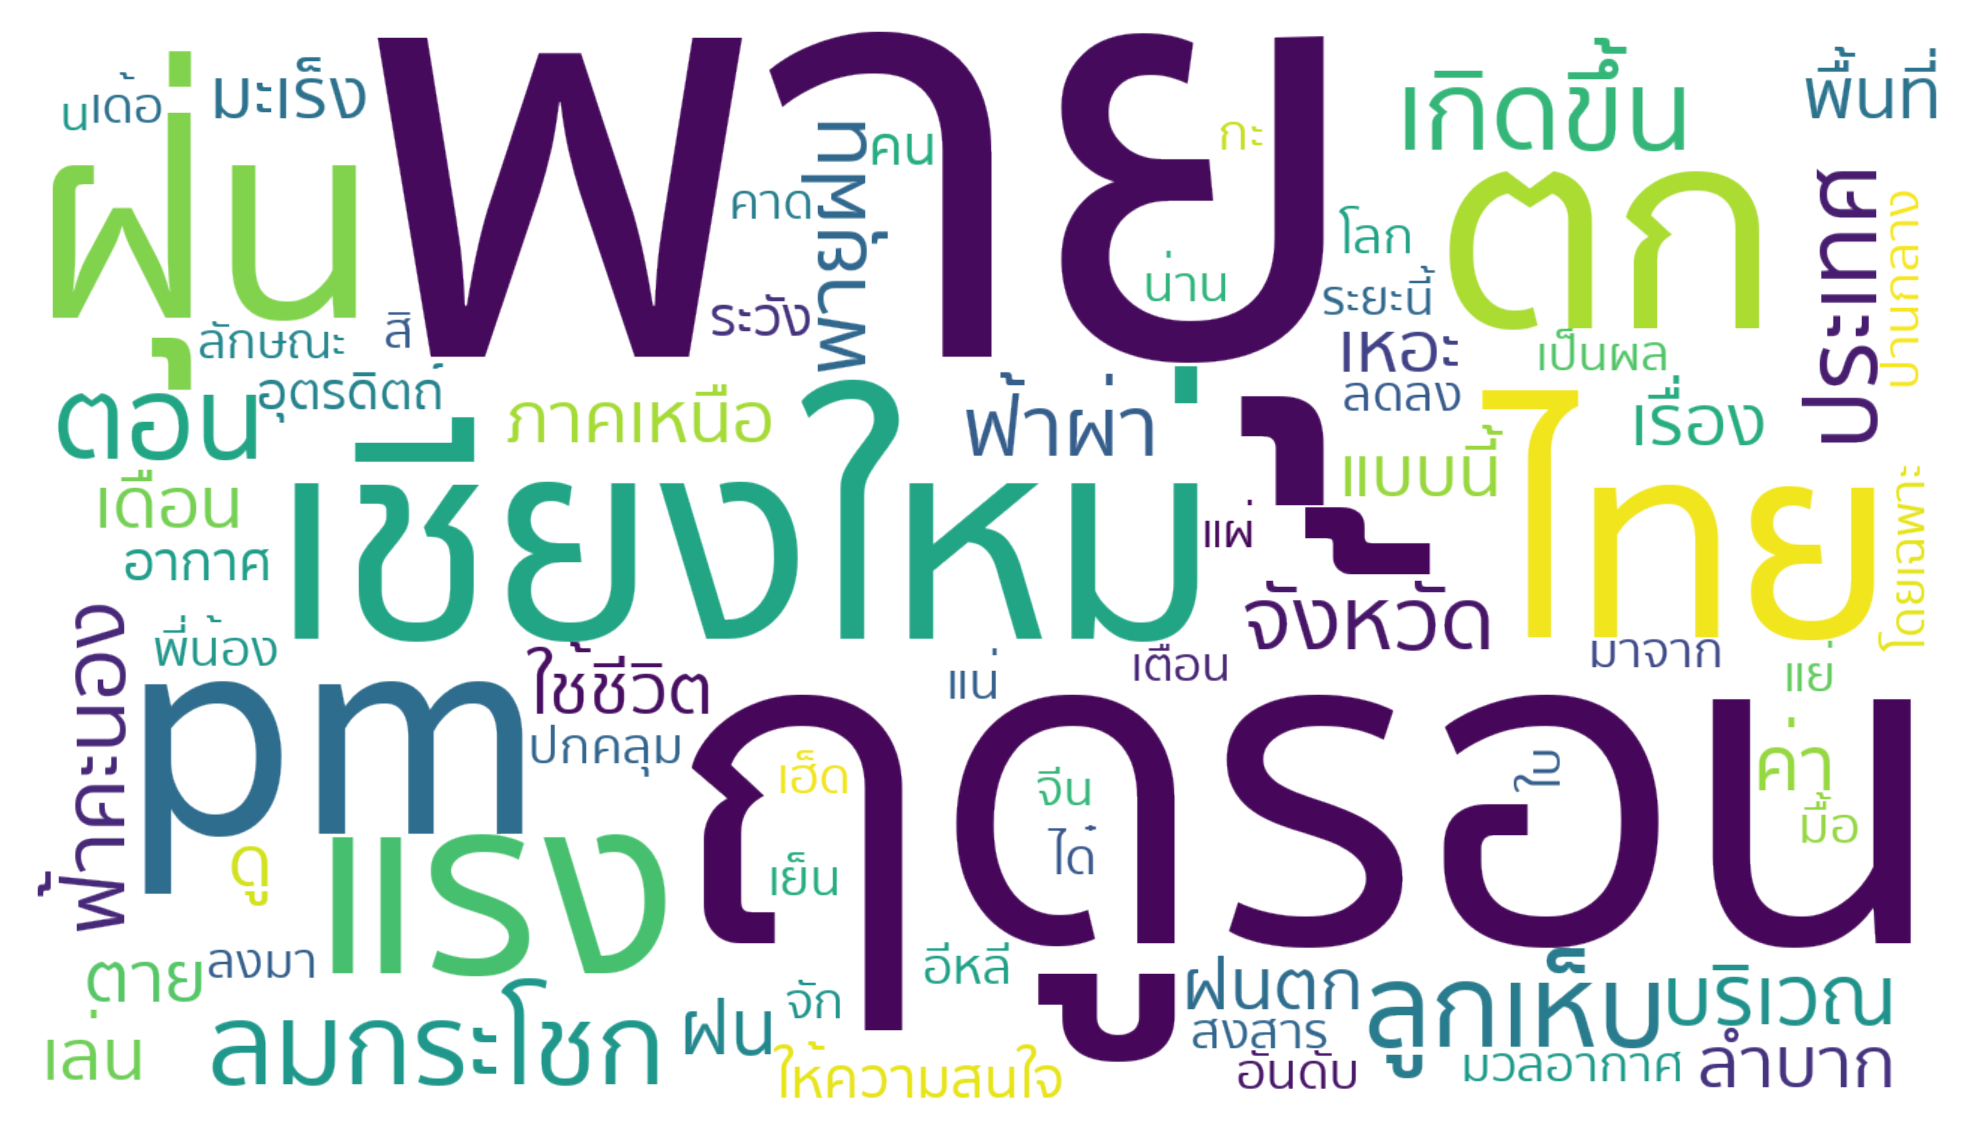 พายุ
ฝุ่น
มะเร็ง
เด้อ
น
พายุฝน
คน
กะ
คาด
น่าน
เกิดขึ้น
พื้นที่
ตก
ประเทศ
ปานกลาง
โลก
ระยะนี้
เหอะ
ลดลง
เป็นผล
เรื่อง
ระวัง
สิ
ลักษณะ
อุตรดิตถ์
ตอน
ภาคเหนือ
ฟ้าผ่า
แบบนี้
ไทย
เดือน
อากาศ
เชียงใหม่
แผ่
จังหวัด
โดยเฉพาะ
ฟ้าคะนอง
พี่น้อง
ใช้ชีวิต
แน่
เตือน
มาจาก
แย่
pm
ปกคลุม
ฤดูร้อน
เฮ็ด
จีน
ได๋
ใบ
ค่า
มื้อ
แรง
ดู
เย็น
ตาย
ลงมา
อีหลี
ฝนตก
ลูกเห็บ
บริเวณ
เล่น
ลมกระโชก
ฝน
จัก
สงสาร
ให้ความสนใจ
อันดับ
มวลอากาศ
ลำบาก